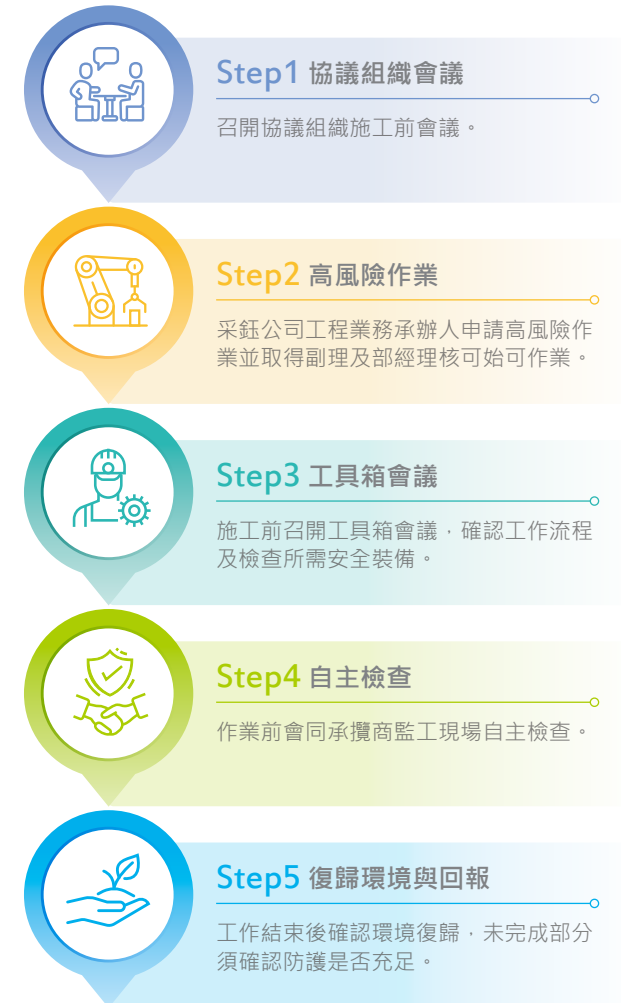 Step1 協議組織會議
召開協議組織施工前會議。
Step2 高風險作業
采鈺公司工程業務承辦人申請高風險作
業並取得副理及部經理核可始可作業。
Step3 工具箱會議
施工前召開工具箱會議，確認工作流程
及檢查所需安全裝備。
Step4 自主檢查
作業前會同承攬商監工現場自主檢查。
Step5 復歸環境與回報
工作結束後確認環境復歸，未完成部分
須確認防護是否充足。